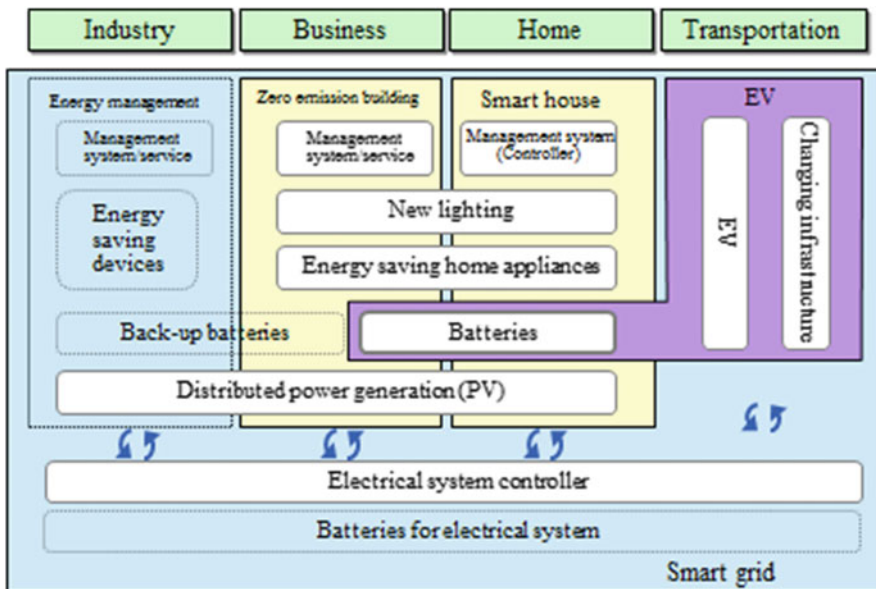 Industry
Business
Home
Transportation
Energy management
Zero emission building
Smart house
EV
Management
system/service
Management
system/service
Management system
(Controller)
EV
Charging infrastructure
Energy
saving
devices
New lighting
Energy saving home appliances
Back-up batteries
Batteries
Distributed power generation (PV)
Electrical system controller
Batteries for electrical system
Smart grid